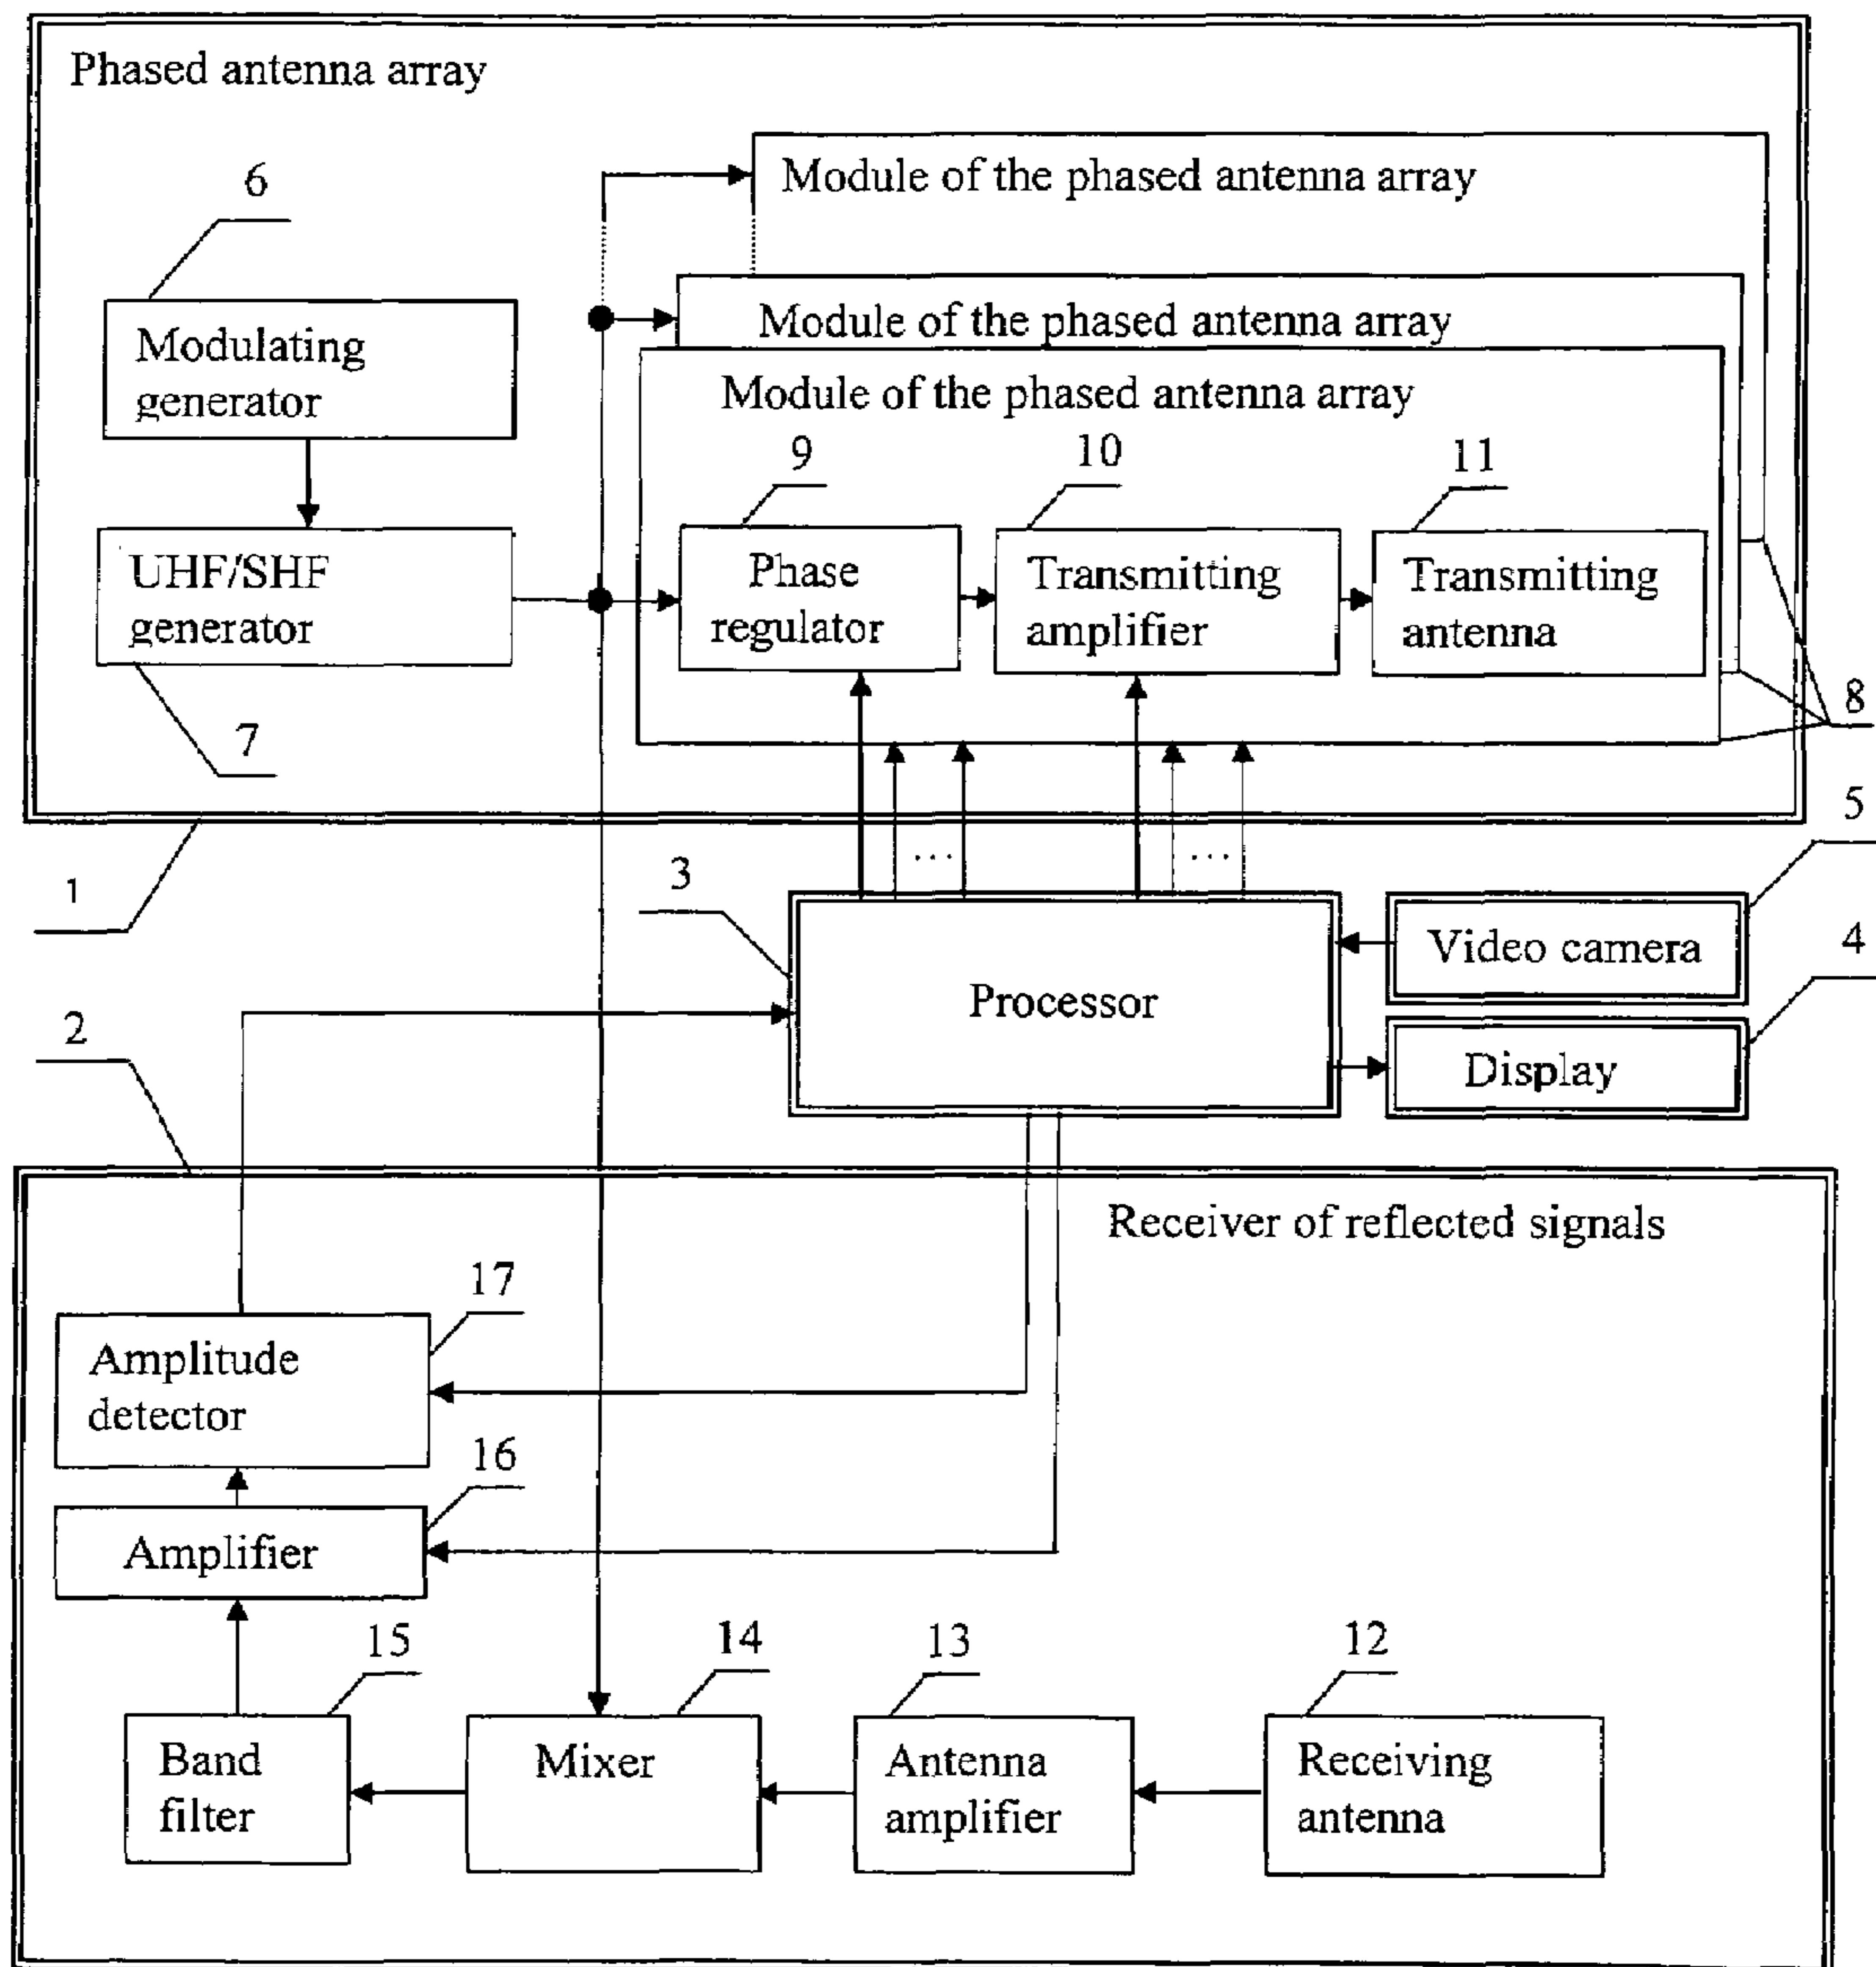 Phased antenna array
6
Module of the phased antenna array
Module of the phased antenna array
Modulating
generator
Module of the phased antenna array
9
10
11
UHF/SHF
generator
Phase
regulator
Transmitting
amplifier
Transmitting
antenna
7
8
5
1
3
...
...
Video camera
4
Processor
2
Display
Receiver of reflected signals
17
Amplitude
detector
16
Amplifier
15
14
13
12
Band
filter
Mixer
Antenna
amplifier
Receiving
antenna